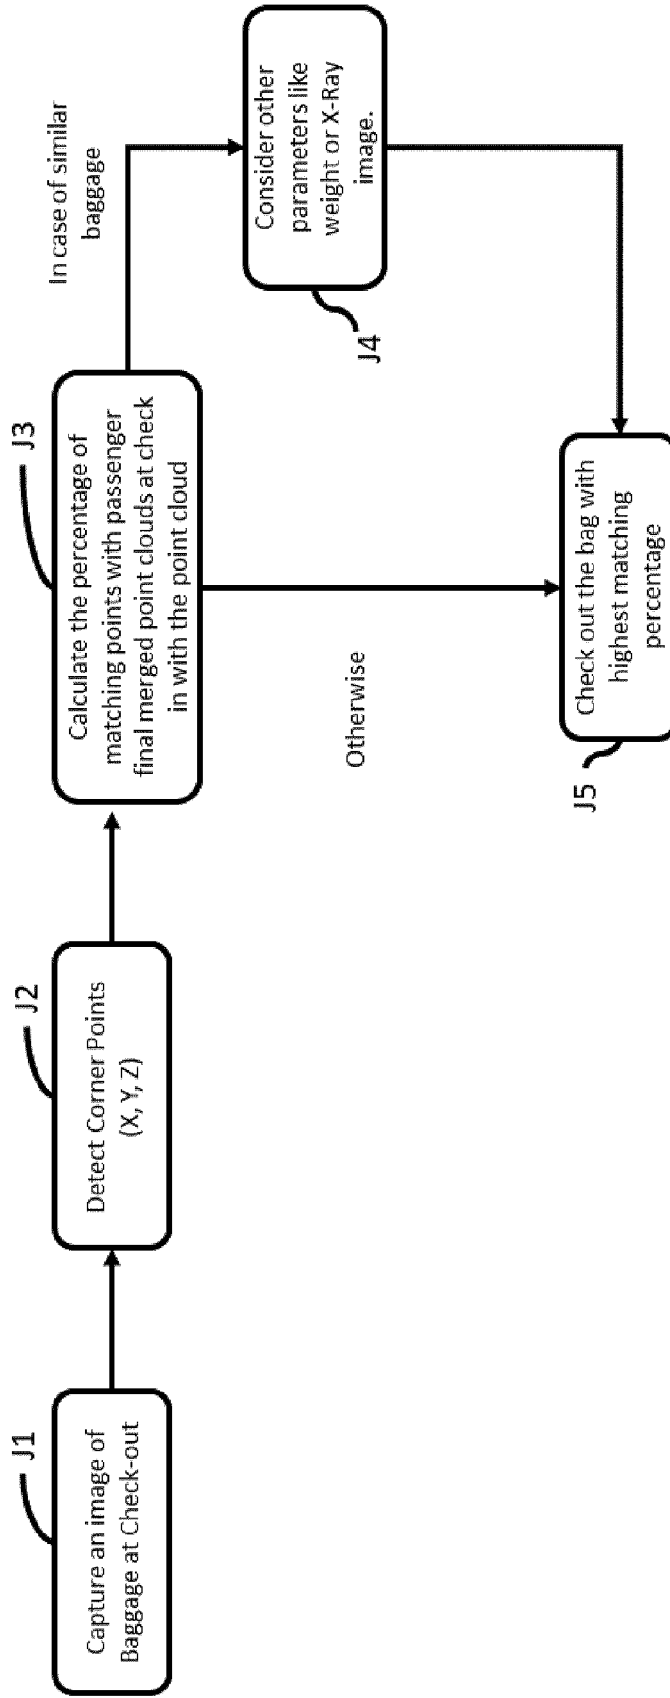 J1
Capture an image of
Baggage at Check-out
J2
Detect Corner Points
(X, Y, Z)
J3
Calculate the percentage of
matching points with passenger
final merged point clouds at check
in with the point cloud
In case of similar
baggage
J4
Consider other
parameters like
weight or X-Ray
image.
Otherwise
J5
Check out the bag with
highest matching
percentage